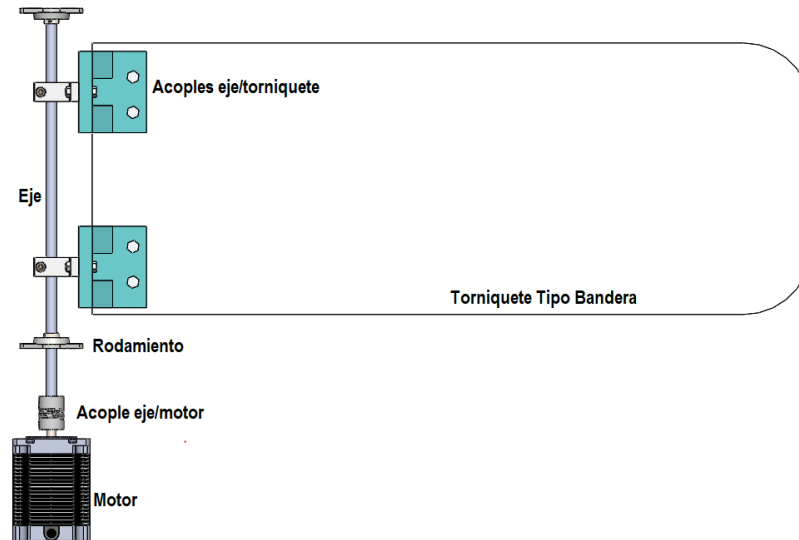 Acoples eje/torniquete
Eje
Torniquete Tipo Bandera
Rodamiento
Acople eje/motor
Motor